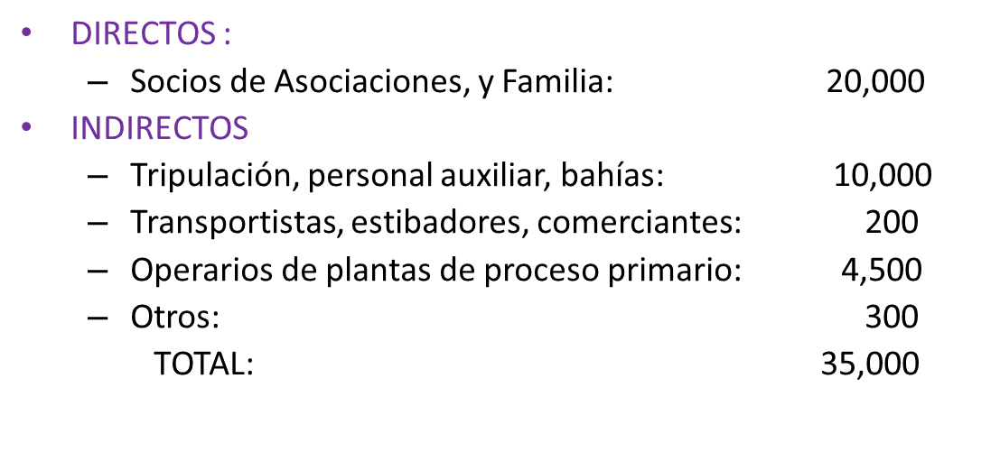 • DIRECTOS :
– Socios de Asociaciones, y Familia: 20,000
• INDIRECTOS
– Tripulación, personal auxiliar, bahías: 10,000
– Transportistas, estibadores, comerciantes: 200
– Operarios de plantas de proceso primario: 4,500
– Otros: 300
TOTAL: 35,000